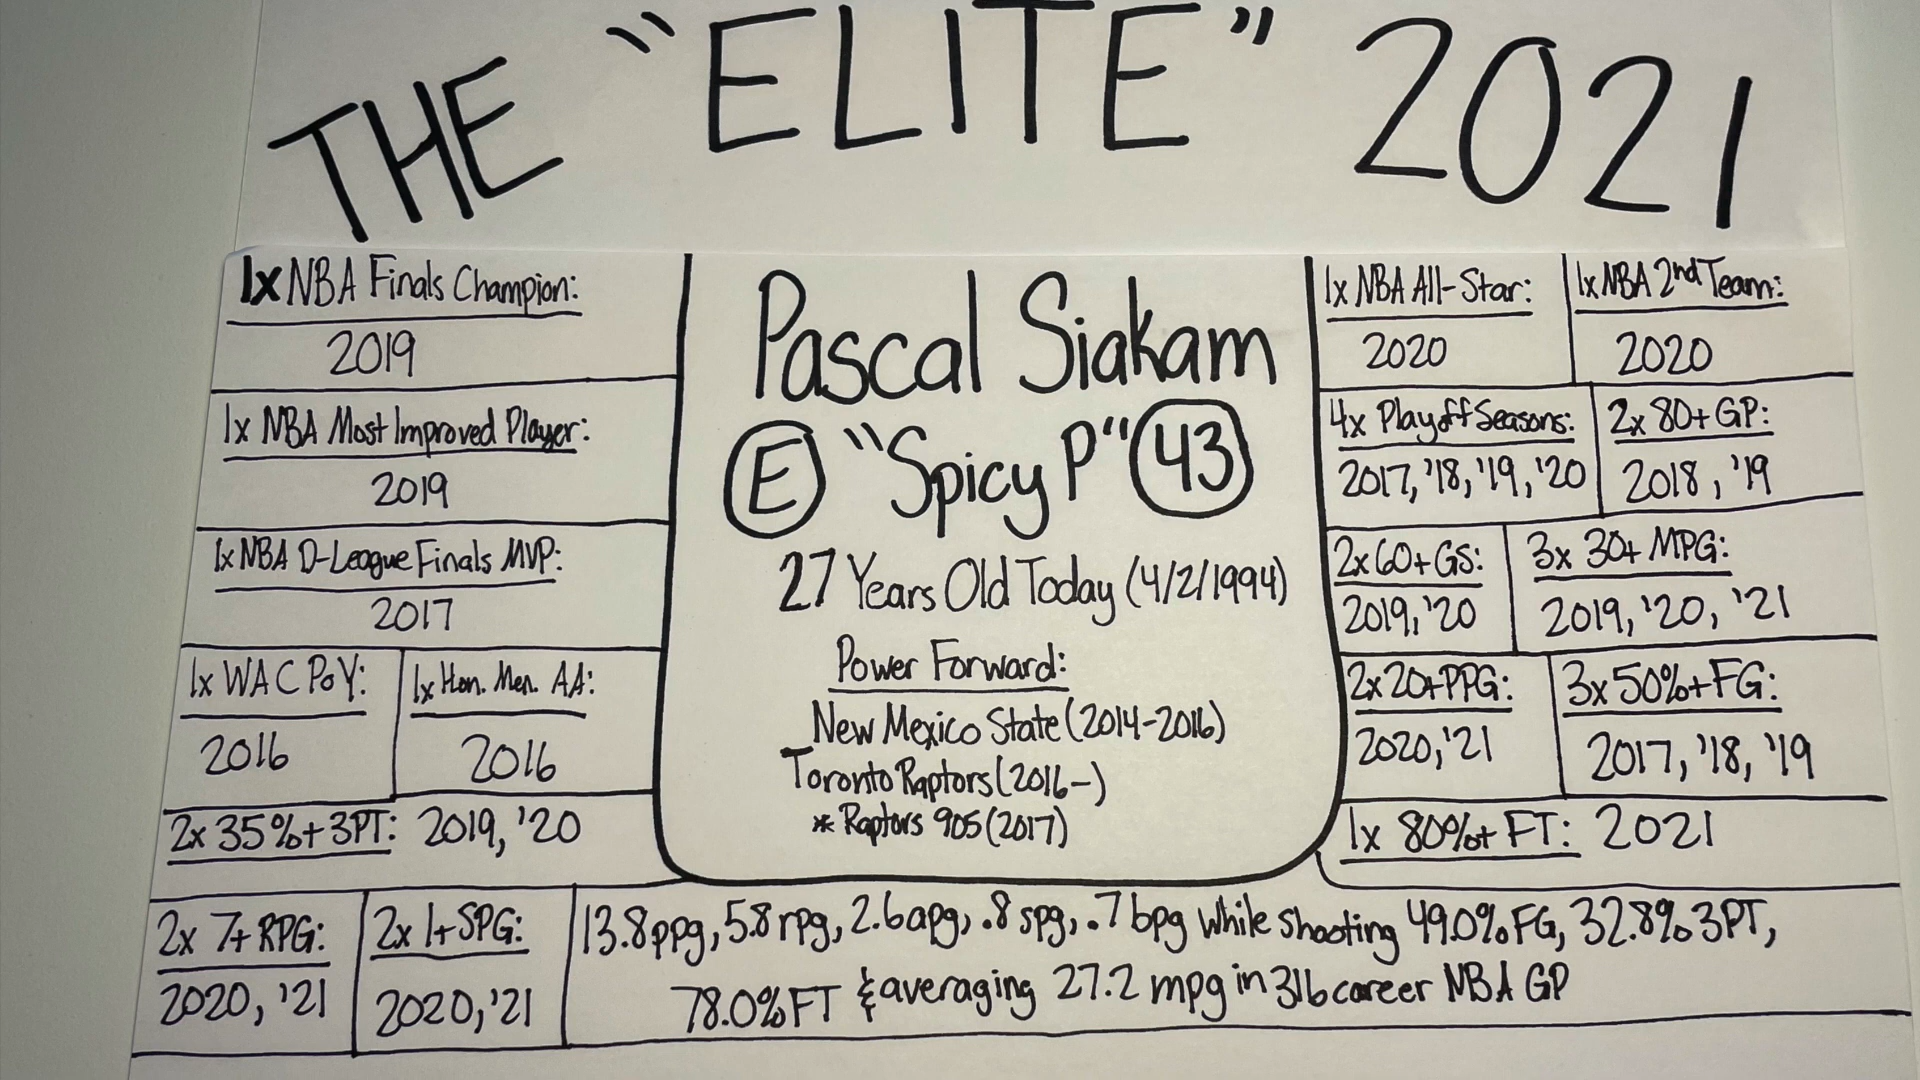 THE "ELITE" 2021
1x NBA Finals Champion:
2019
1x NBA Most Improved Player:
2019
1x NBA D-League Finals MVP:
2017
1x WAC PoY:
2016
1x Hon. Men. AA:
2016
2x 35%+ 3PT: 2019, '20
Pascal Siakam
E "Spicy P" 43
27 Years Old Today (4/2/1994)
Power Forward:
New Mexico State (2014-2016)
Toronto Raptors (2016-)
* Raptors 905 (2017)
1x NBA All-Star:
2020
1x NBA 2nd Team:
2020
4x Playoff Seasons:
2017, '18, '19, '20
2x 80+ GP:
2018, '19
2x 60+ GS:
2019, '20
3x 30+ MPG:
2019, '20, '21
2x 20+ PPG:
2020, '21
3x 50%+ FG:
2017, '18, '19
1x 80%+ FT: 2021
2x 7+ RPG:
2020, '21
2x 1+ SPG:
2020, '21
13.8 ppg, 5.8 rpg, 2.6 apg, .8 spg, .7 bpg while shooting 49.0% FG, 32.8% 3PT,
78.0% FT & averaging 27.2 mpg in 316 career NBA GP